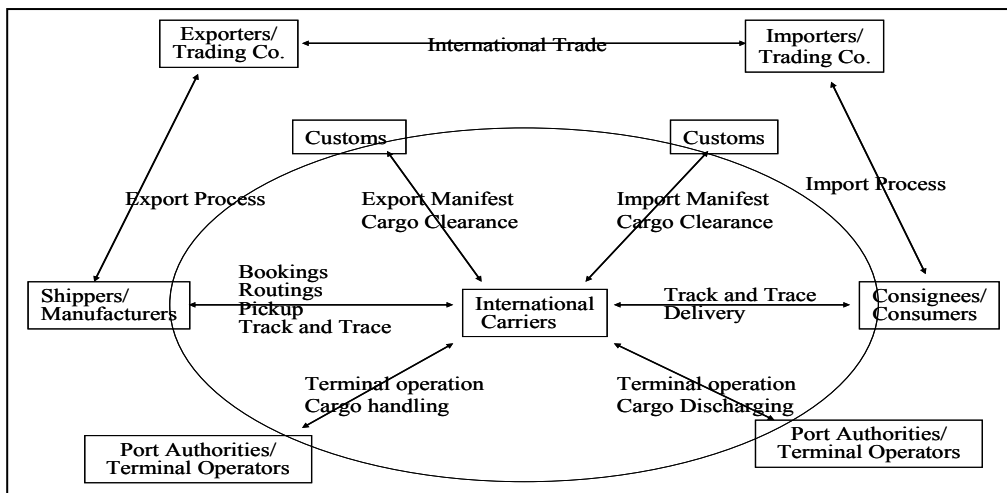 Exporters/
Trading Co.
International Trade
Importers/
Trading Co.
Customs
Customs
Export Process
Export Manifest
Cargo Clearance
Import Manifest
Cargo Clearance
Import Process
Shippers/
Manufacturers
Bookings
Routings
Pickup
Track and Trace
International
Carriers
Track and Trace
Delivery
Consignees/
Consumers
Terminal operation
Cargo handling
Terminal operation
Cargo Discharging
Port Authorities/
Terminal Operators
Port Authorities/
Terminal Operators